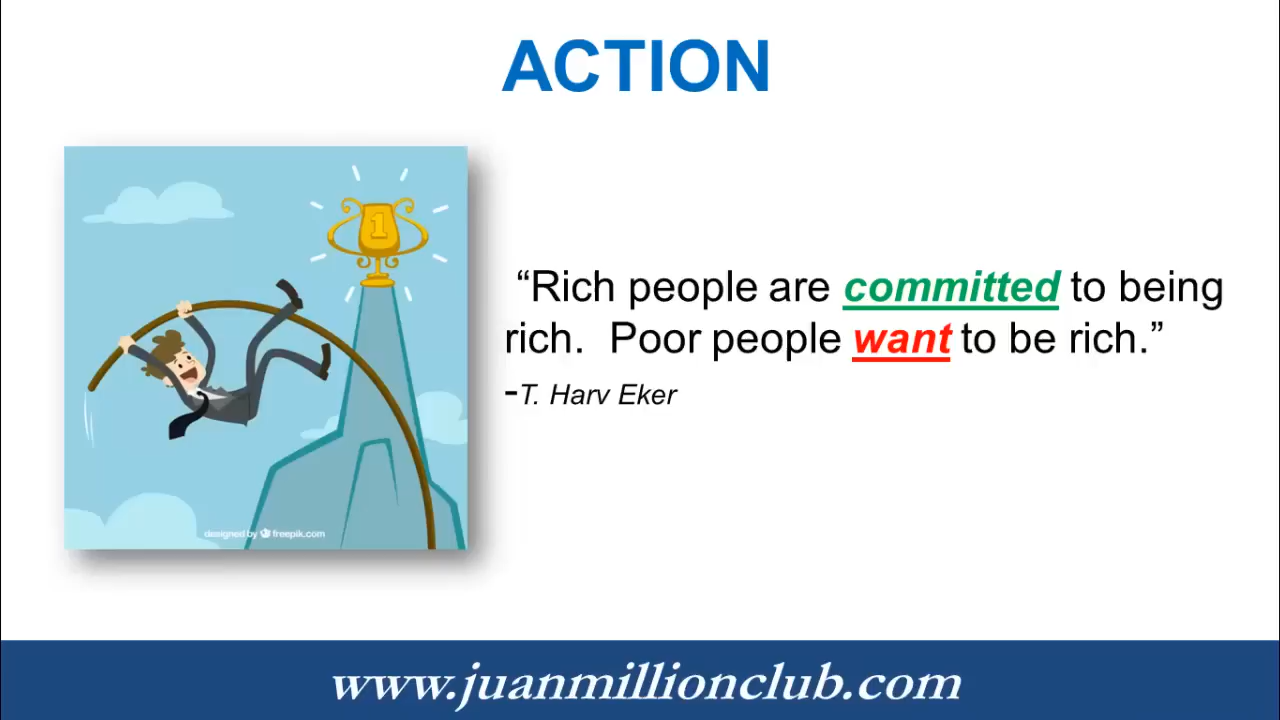 ACTION
1
“Rich people are committed to being
rich.  Poor people want to be rich.”
-T. Harv Eker
designed by freepik.com
www.juanmillionclub.com